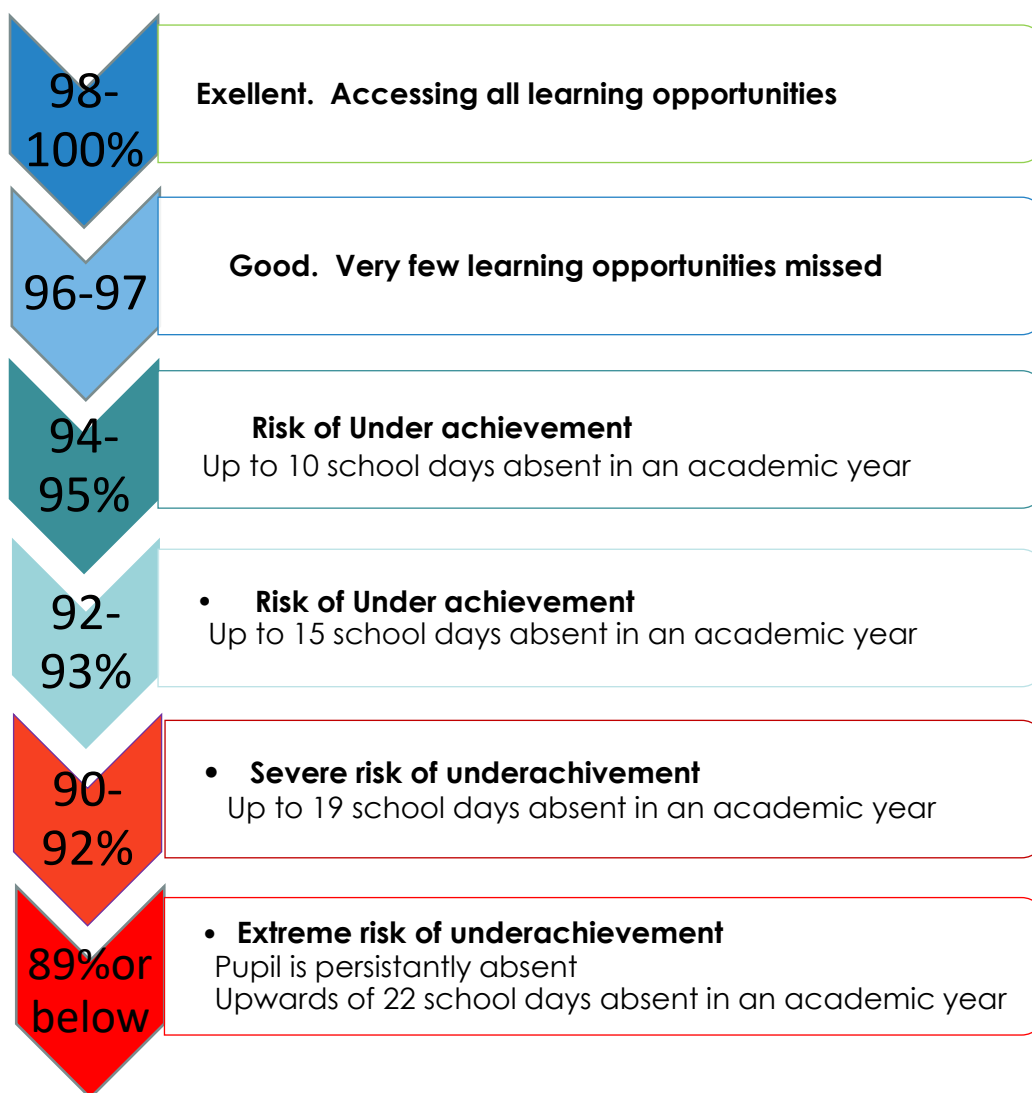 98-
100%
Exellent.  Accessing all learning opportunities
96-97
Good.  Very few learning opportunities missed
94-
95%
Risk of Under achievement
Up to 10 school days absent in an academic year
92-
93%
• Risk of Under achievement
Up to 15 school days absent in an academic year
90-
92%
• Severe risk of underachivement
Up to 19 school days absent in an academic year
89%or
below
• Extreme risk of underachievement
Pupil is persistantly absent
Upwards of 22 school days absent in an academic year